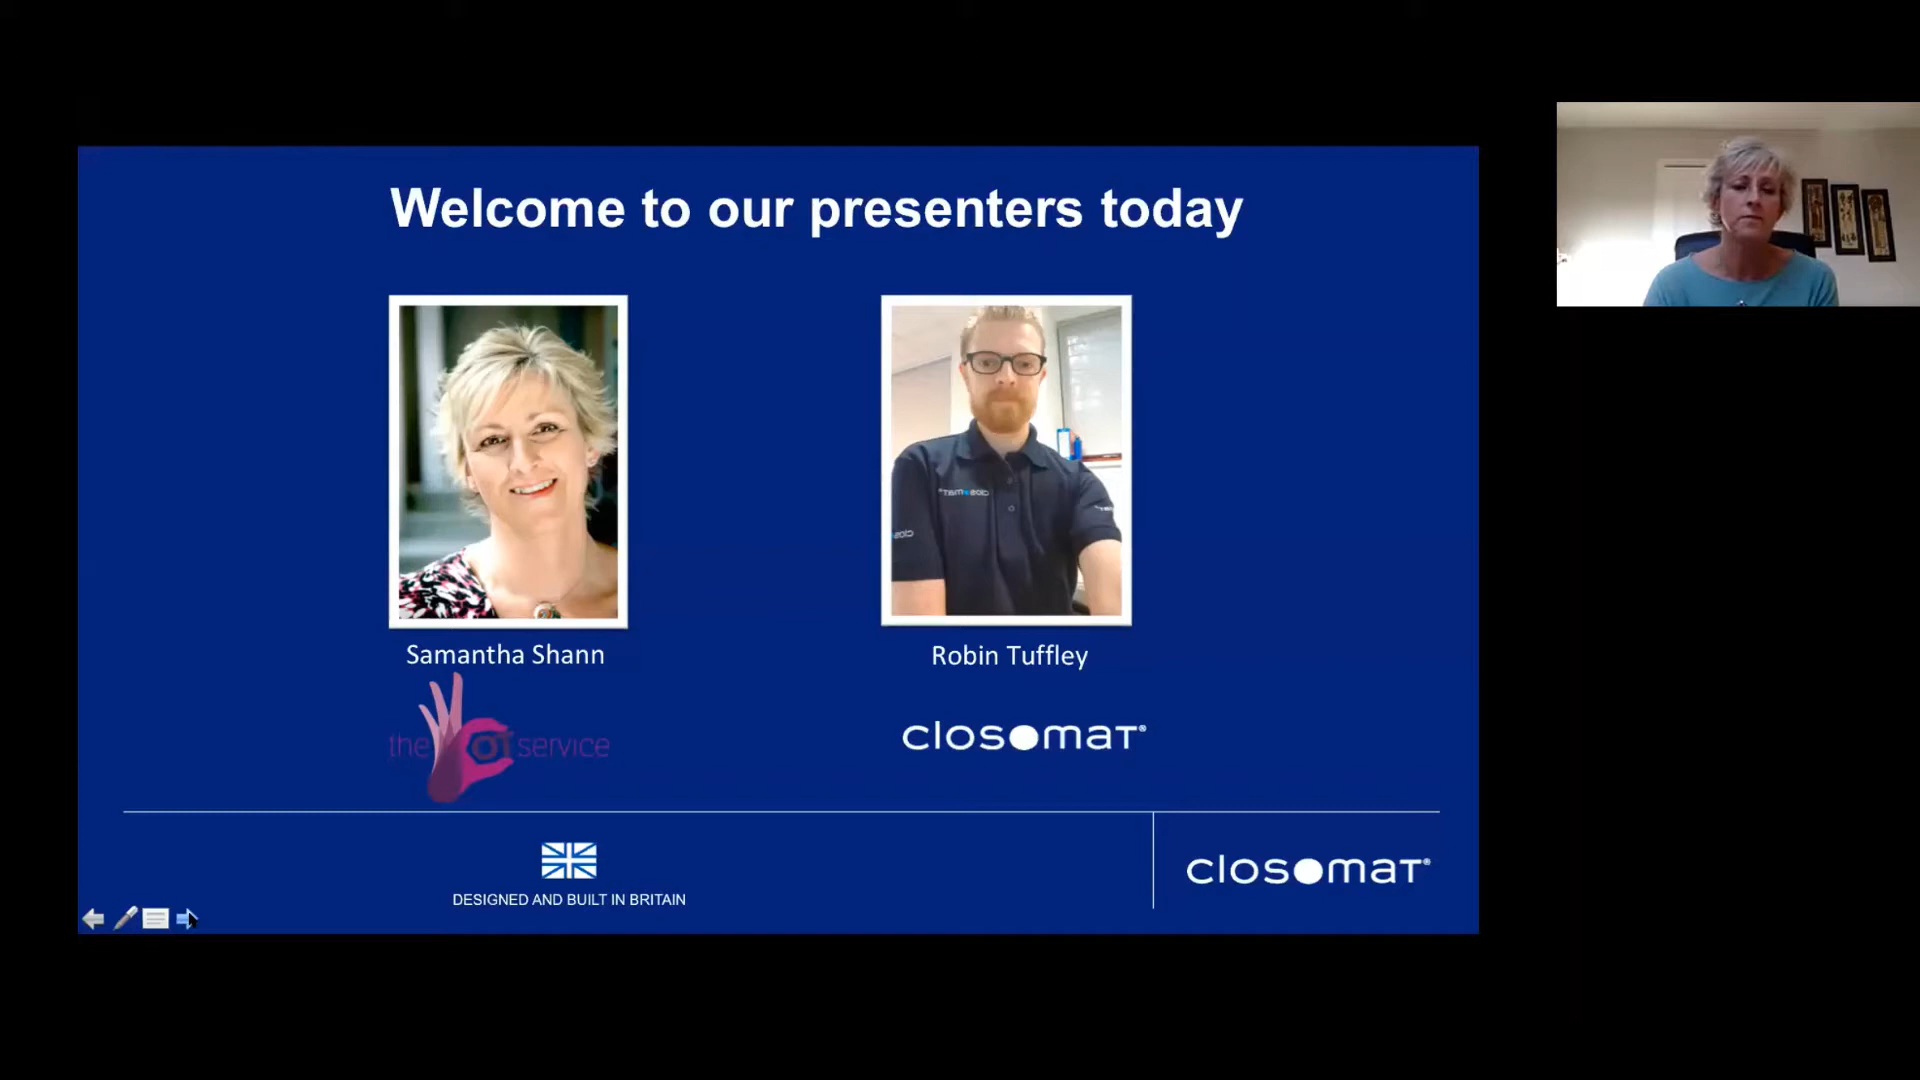 Welcome to our presenters today
Samantha Shann
Robin Tuffley
the OT service
closomat®
DESIGNED AND BUILT IN BRITAIN
closomat®